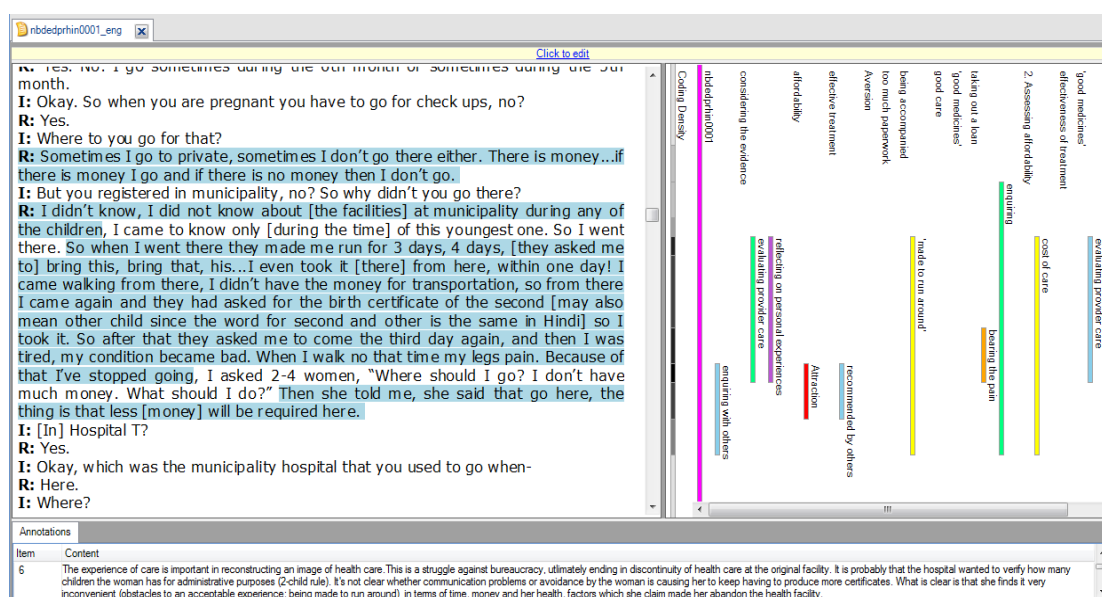 nbdedprhin0001_eng
Click to edit
R: Yes. No. I go sometimes during the 6th month or sometimes during the 5th
month.
I: Okay. So when you are pregnant you have to go for check ups, no?
R: Yes.
I: Where to you go for that?
R: Sometimes I go to private, sometimes I don't go there either. There is money...if
there is money I go and if there is no money then I don't go.
I: But you registered in municipality, no? So why didn't you go there?
R: I didn't know, I did not know about [the facilities] at municipality during any of
the children, I came to know only [during the time] of this youngest one. So I went
there. So when I went there they made me run for 3 days, 4 days, [they asked me
to] bring this, bring that, his...I even took it [there] from here, within one day! I
came walking from there, I didn't have the money for transportation, so from there
I came again and they had asked for the birth certificate of the second [may also
mean other child since the word for second and other is the same in Hindi] so I
took it. So after that they asked me to come the third day again, and then I was
tired, my condition became bad. When I walk no that time my legs pain. Because of
that I've stopped going, I asked 2-4 women, "Where should I go? I don't have
much money. What should I do?" Then she told me, she said that go here, the
thing is that less [money] will be required here.
I: [In] Hospital T?
R: Yes.
I: Okay, which was the municipality hospital that you used to go when-
R: Here.
I: Where?
Coding Density
nbdedprhin0001
considering the evidence
affordability
effective treatment
Aversion
too much paperwork
being accompanied
good care
'good medicines'
taking out a loan
2. Assessing affordability
effectiveness of treatment
'good medicines'
enquiring with others
evaluating provider care
reflecting on personal experiences
Attraction
recommended by others
'made to run around'
bearing the pain
enquiring
cost of care
evaluating provider care
Annotations
Item Content
6 The experience of care is important in reconstructing an image of health care.This is a struggle against bureaucracy, utlimately ending in discontinuity of health care at the original facility. It is probably that the hospital wanted to verify how many
children the woman has for administrative purposes (2-child rule). It's not clear whether communication problems or avoidance by the woman is causing her to keep having to produce more certificates. What is clear is that she finds it very
inconvenient (obstacles to an acceptable experience: being made to run around) in terms of time, money and her health, factors which she claim made her abandon the health facility.